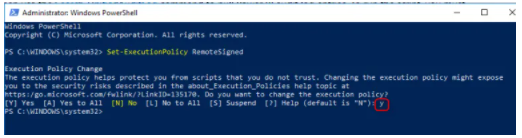 Administrator: Windows PowerShell
Windows PowerShell
Copyright (C) Microsoft Corporation. All rights reserved.
PS C:\WINDOWS\system32> Set-ExecutionPolicy RemoteSigned
Execution Policy Change
The execution policy helps protect you from scripts that you do not trust. Changing the execution policy might expose
you to the security risks described in the about_Execution_Policies help topic at
https:/go.microsoft.com/fwlink/?LinkID=135170. Do you want to change the execution policy?
[Y] Yes [A] Yes to All [N] No [L] No to All [S] Suspend [?] Help (default is "N"): y
PS C:\WINDOWS\system32>